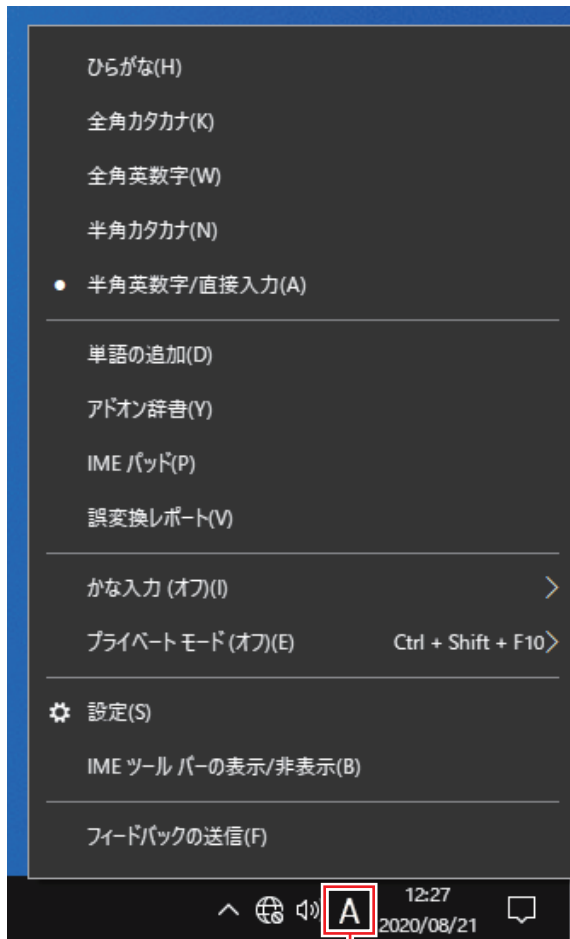 ひらがな(H)
全角カタカナ(K)
全角英数字(W)
半角カタカナ(N)
半角英数字/直接入力(A)
単語の追加(D)
アドオン辞書(Y)
IME パッド(P)
誤変換レポート(V)
かな入力 (オフ)(I)
プライベート モード (オフ)(E) Ctrl + Shift + F10
設定(S)
IME ツール バーの表示/非表示(B)
フィードバックの送信(F)
A 12:27
2020/08/21